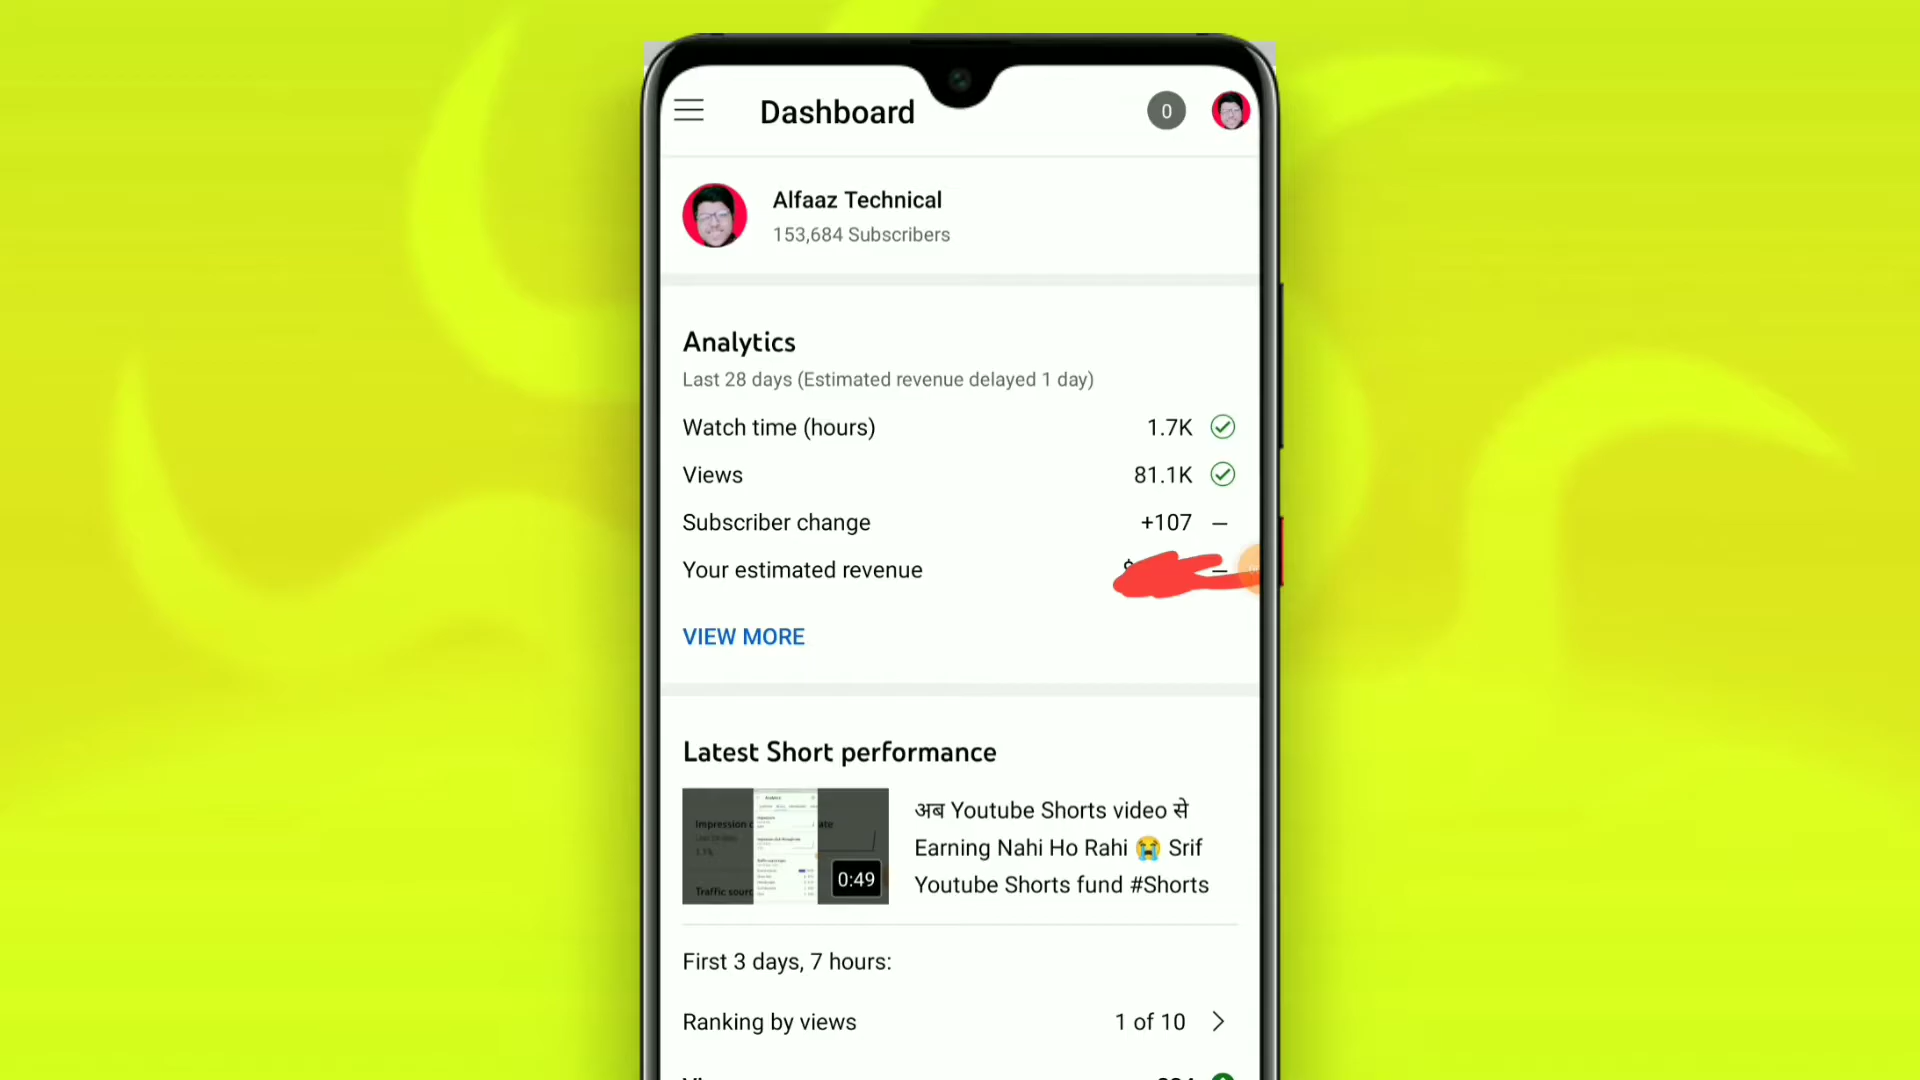 Dashboard
0
Alfaaz Technical
153,684 Subscribers
Analytics
Last 28 days (Estimated revenue delayed 1 day)
Watch time (hours) 1.7K
Views 81.1K
Subscriber change +107 —
Your estimated revenue
VIEW MORE
Latest Short performance
0:49
अब Youtube Shorts video से
Earning Nahi Ho Rahi 😭 Srif
Youtube Shorts fund #Shorts
First 3 days, 7 hours:
Ranking by views 1 of 10